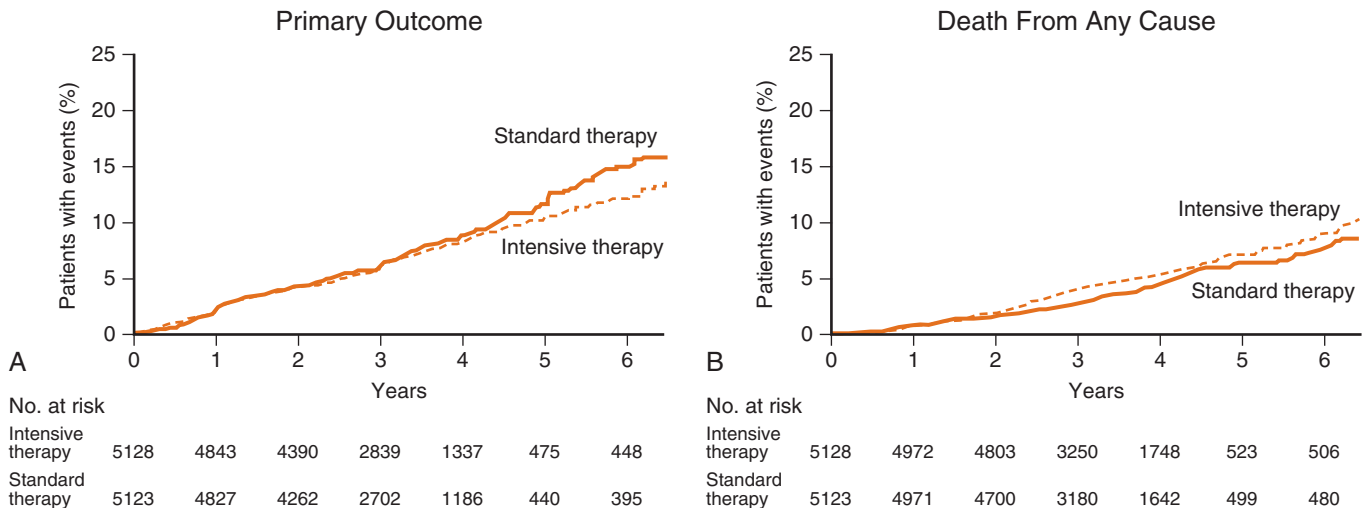 Primary Outcome
Patients with events (%)
25
20
15
10
5
0
Standard therapy
Intensive therapy
0 1 2 3 4 5 6
Years
A
No. at risk
Intensive
therapy 5128 4843 4390 2839 1337 475 448
Standard
therapy 5123 4827 4262 2702 1186 440 395
Death From Any Cause
Patients with events (%)
25
20
15
10
5
0
Intensive therapy
Standard therapy
0 1 2 3 4 5 6
Years
B
No. at risk
Intensive
therapy 5128 4972 4803 3250 1748 523 506
Standard
therapy 5123 4971 4700 3180 1642 499 480